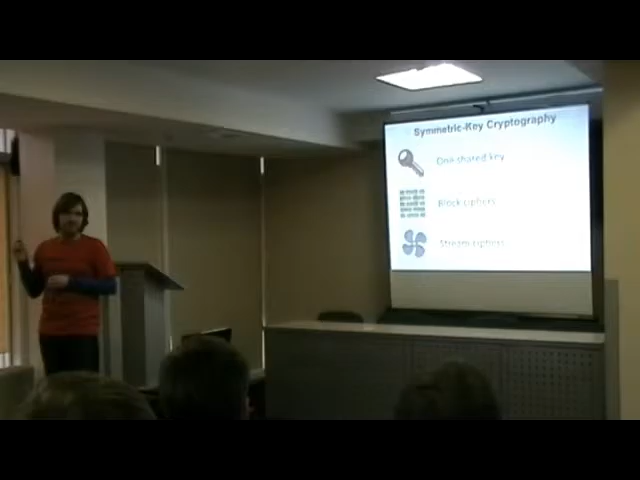 Symmetric-Key Cryptography
One shared key
Block ciphers
Stream ciphers